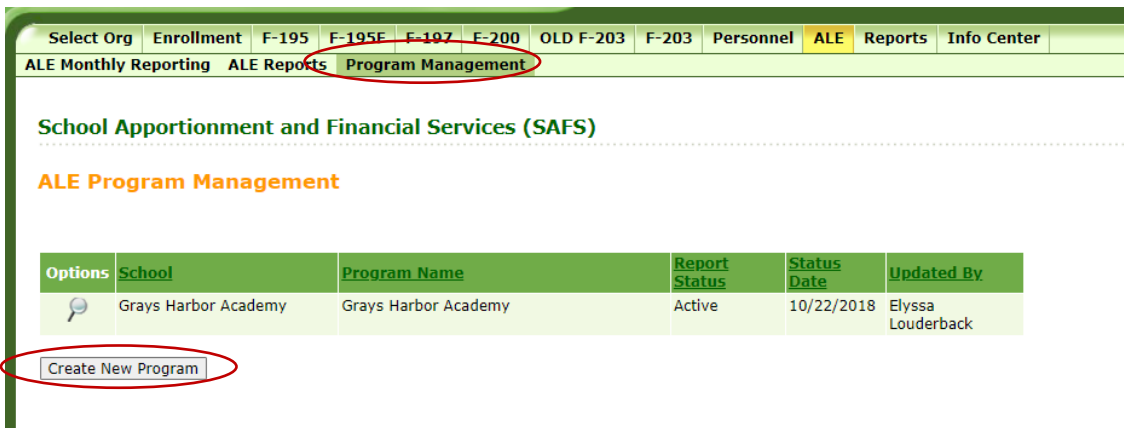 Select Org Enrollment F-195 F-195F F-197 F-200 OLD F-203 F-203 Personnel ALE Reports Info Center
ALE Monthly Reporting ALE Reports Program Management
School Apportionment and Financial Services (SAFS)
ALE Program Management
Options School Program Name Report Status Status Date Updated By
Grays Harbor Academy Grays Harbor Academy Active 10/22/2018 Elyssa Louderback
Create New Program